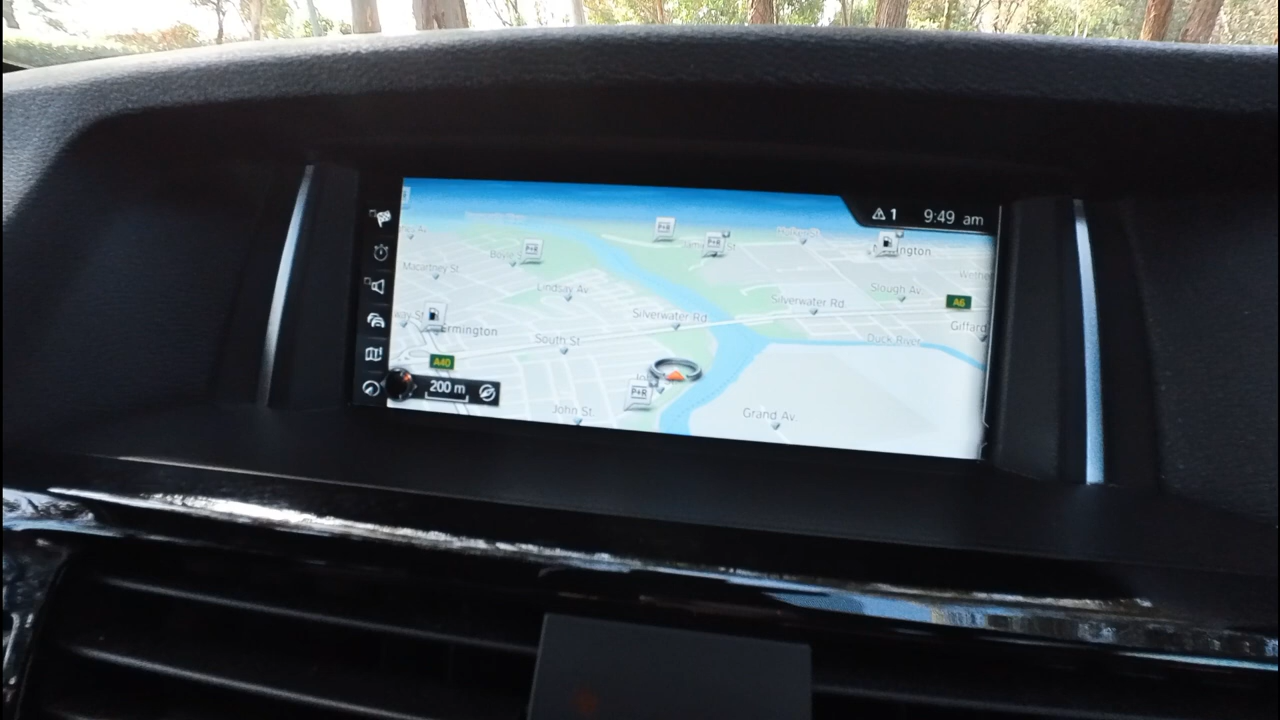 1 9:49 am
P+R
P+R
P+R
Macartney St
Lindsay Av.
Slough Av.
Silverwater Rd.
A6
Silverwater Rd
Giffard
Ermington
South St
Duck River
A40
200 m
P+R
John St.
Grand Av.